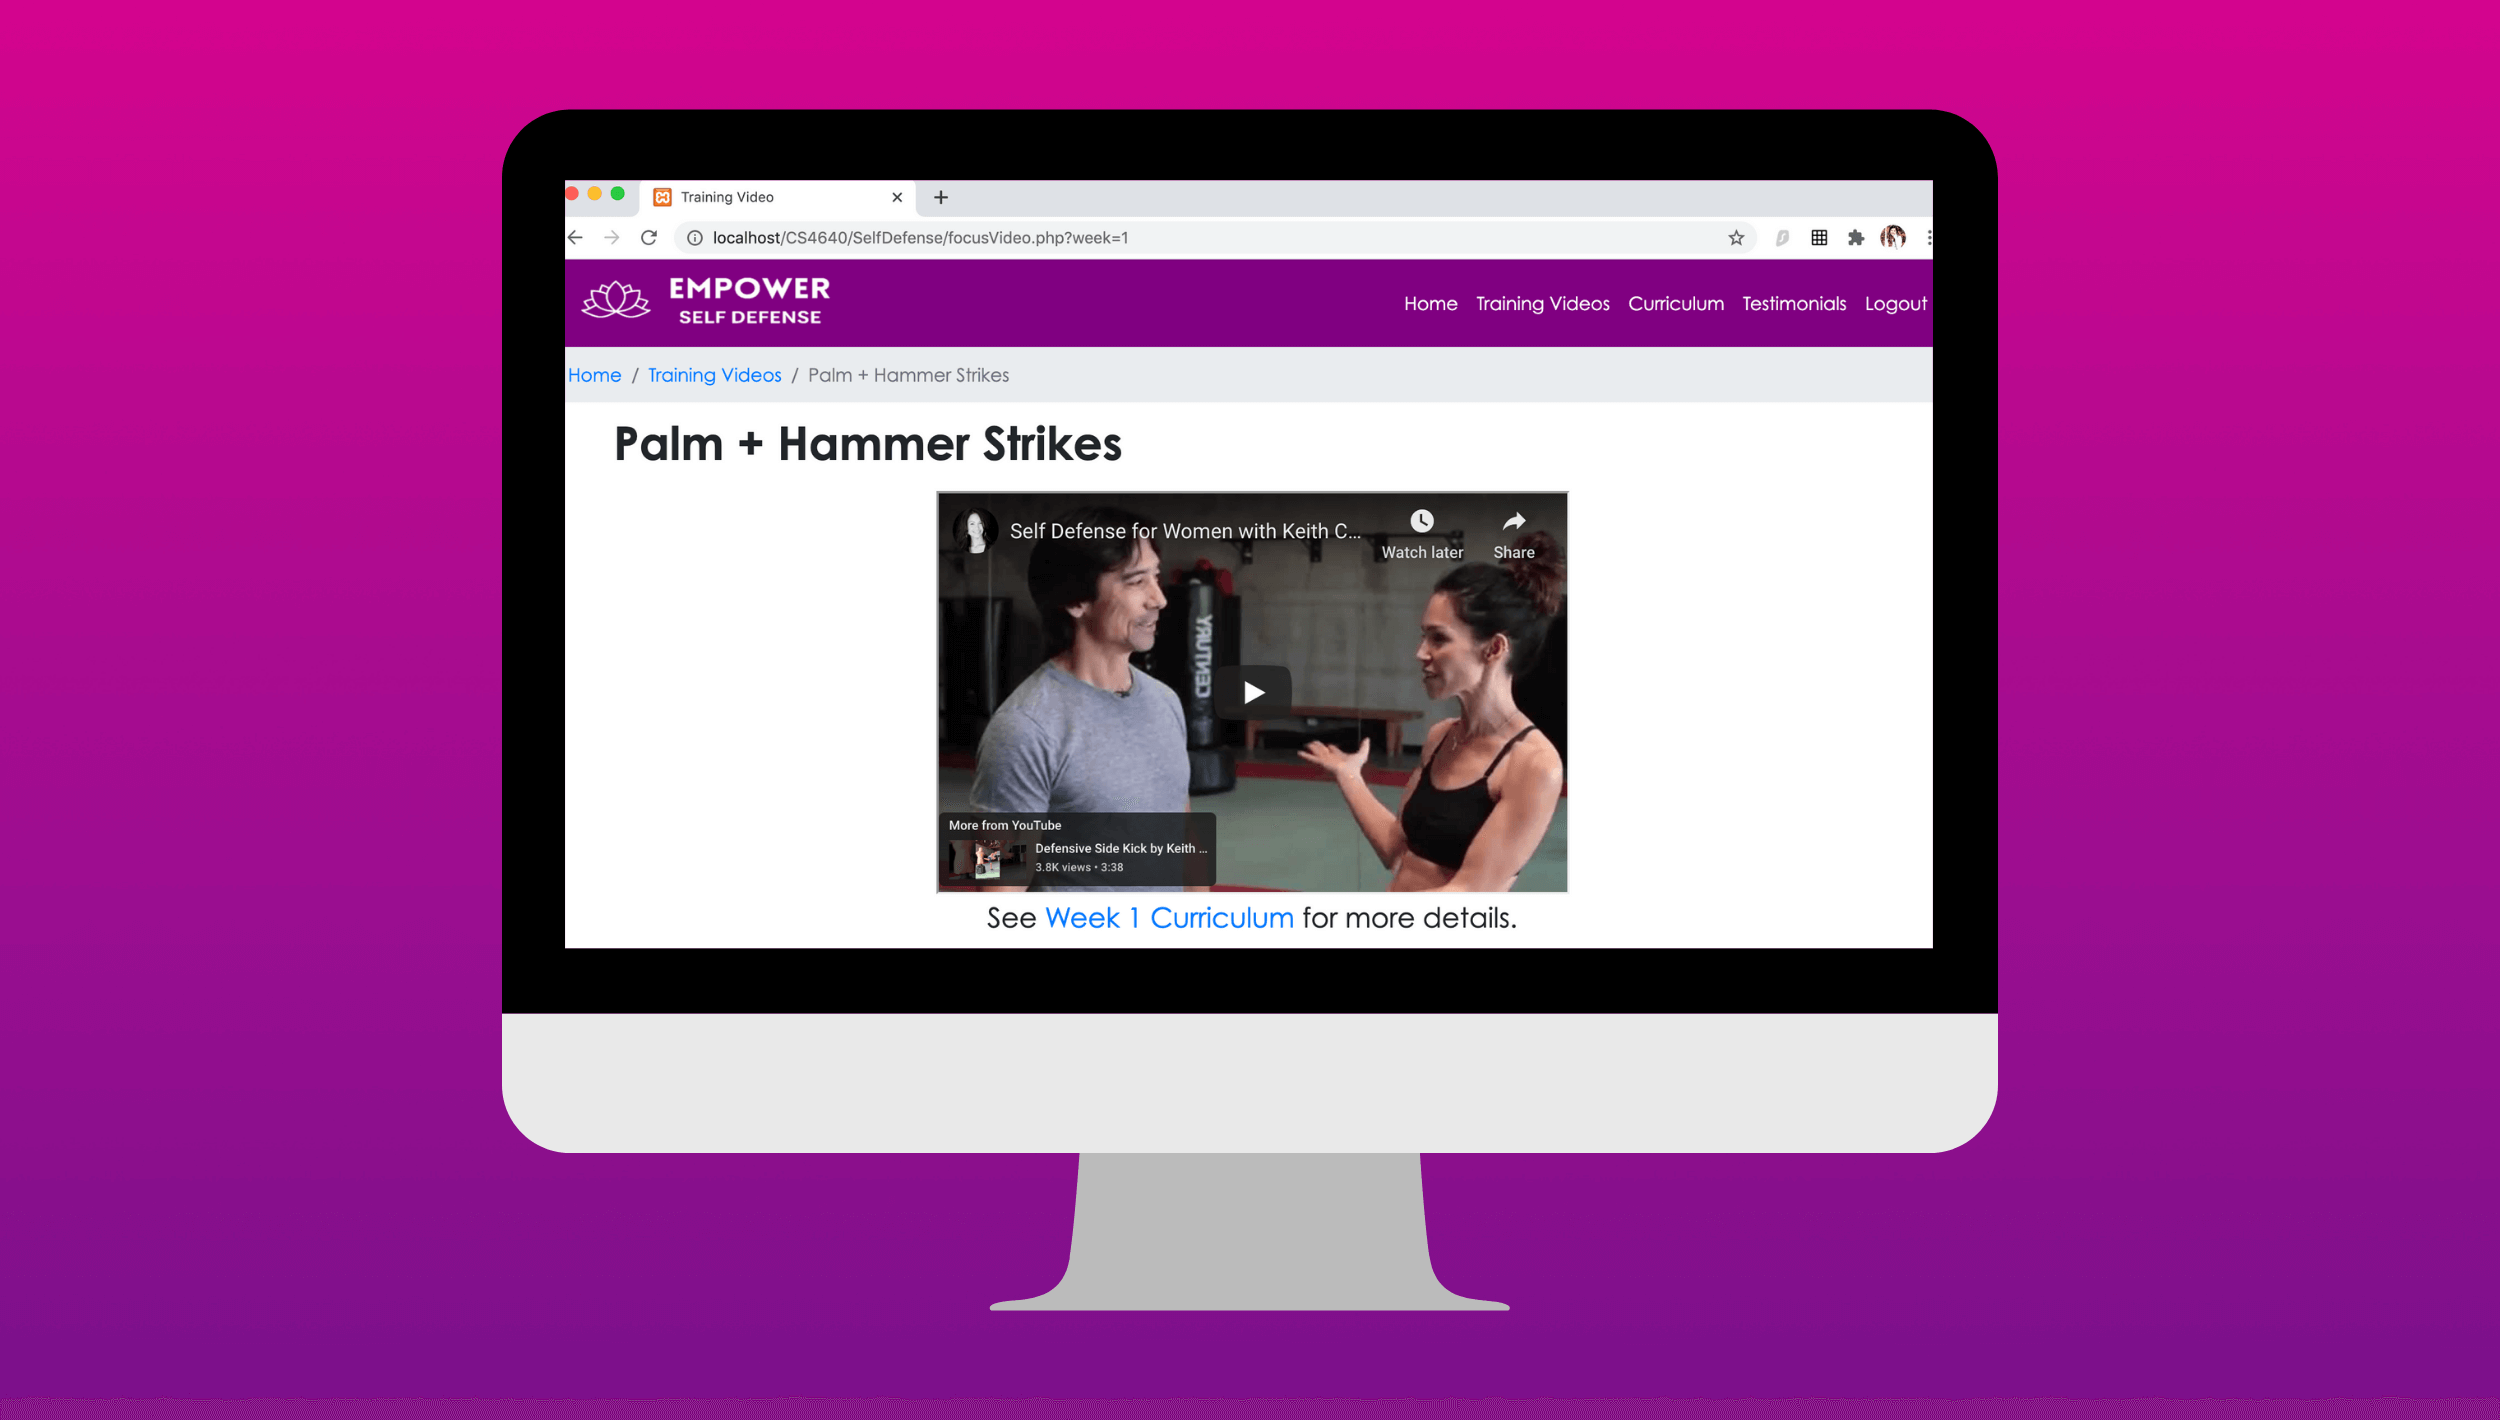 Training Video
localhost/CS4640/SelfDefense/focusVideo.php?week=1
EMPOWER
SELF DEFENSE
Home Training Videos Curriculum Testimonials Logout
Home / Training Videos / Palm + Hammer Strikes
Palm + Hammer Strikes
Self Defense for Women with Keith C...
Watch later
Share
CENTURY
More from YouTube
Defensive Side Kick by Keith ...
3.8K views • 3:38
See Week 1 Curriculum for more details.